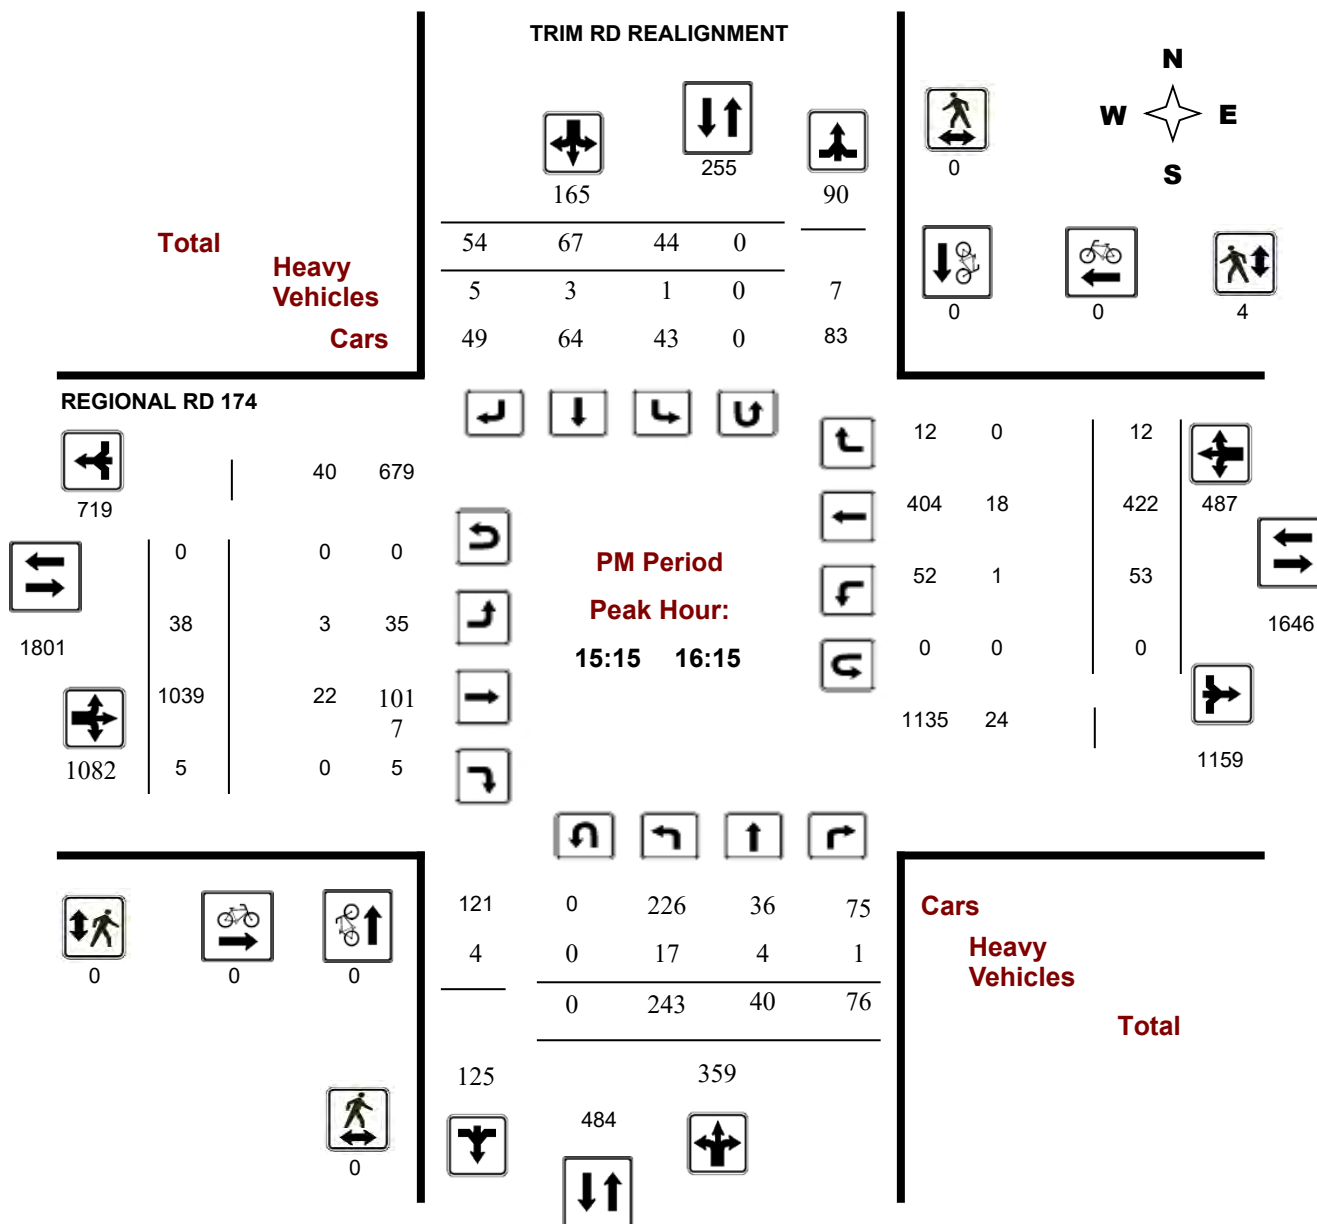 TRIM RD REALIGNMENT
N
W E
S
255
0
165
90
Total
54 67 44 0
Heavy
Vehicles
5 3 1 0 7
0 0 4
Cars
49 64 43 0 83
REGIONAL RD 174
12 0 12
40 679
719
404 18 422 487
0 0 0
PM Period
52 1 53
Peak Hour:
38 3 35
1646
1801
15:15 16:15
0 0 0
1039 22 101
7
1135 24
1159
1082 5 0 5
121 0 226 36 75
Cars
4 0 17 4 1
Heavy
Vehicles
0 0 0
0 243 40 76
Total
125 359
484
0